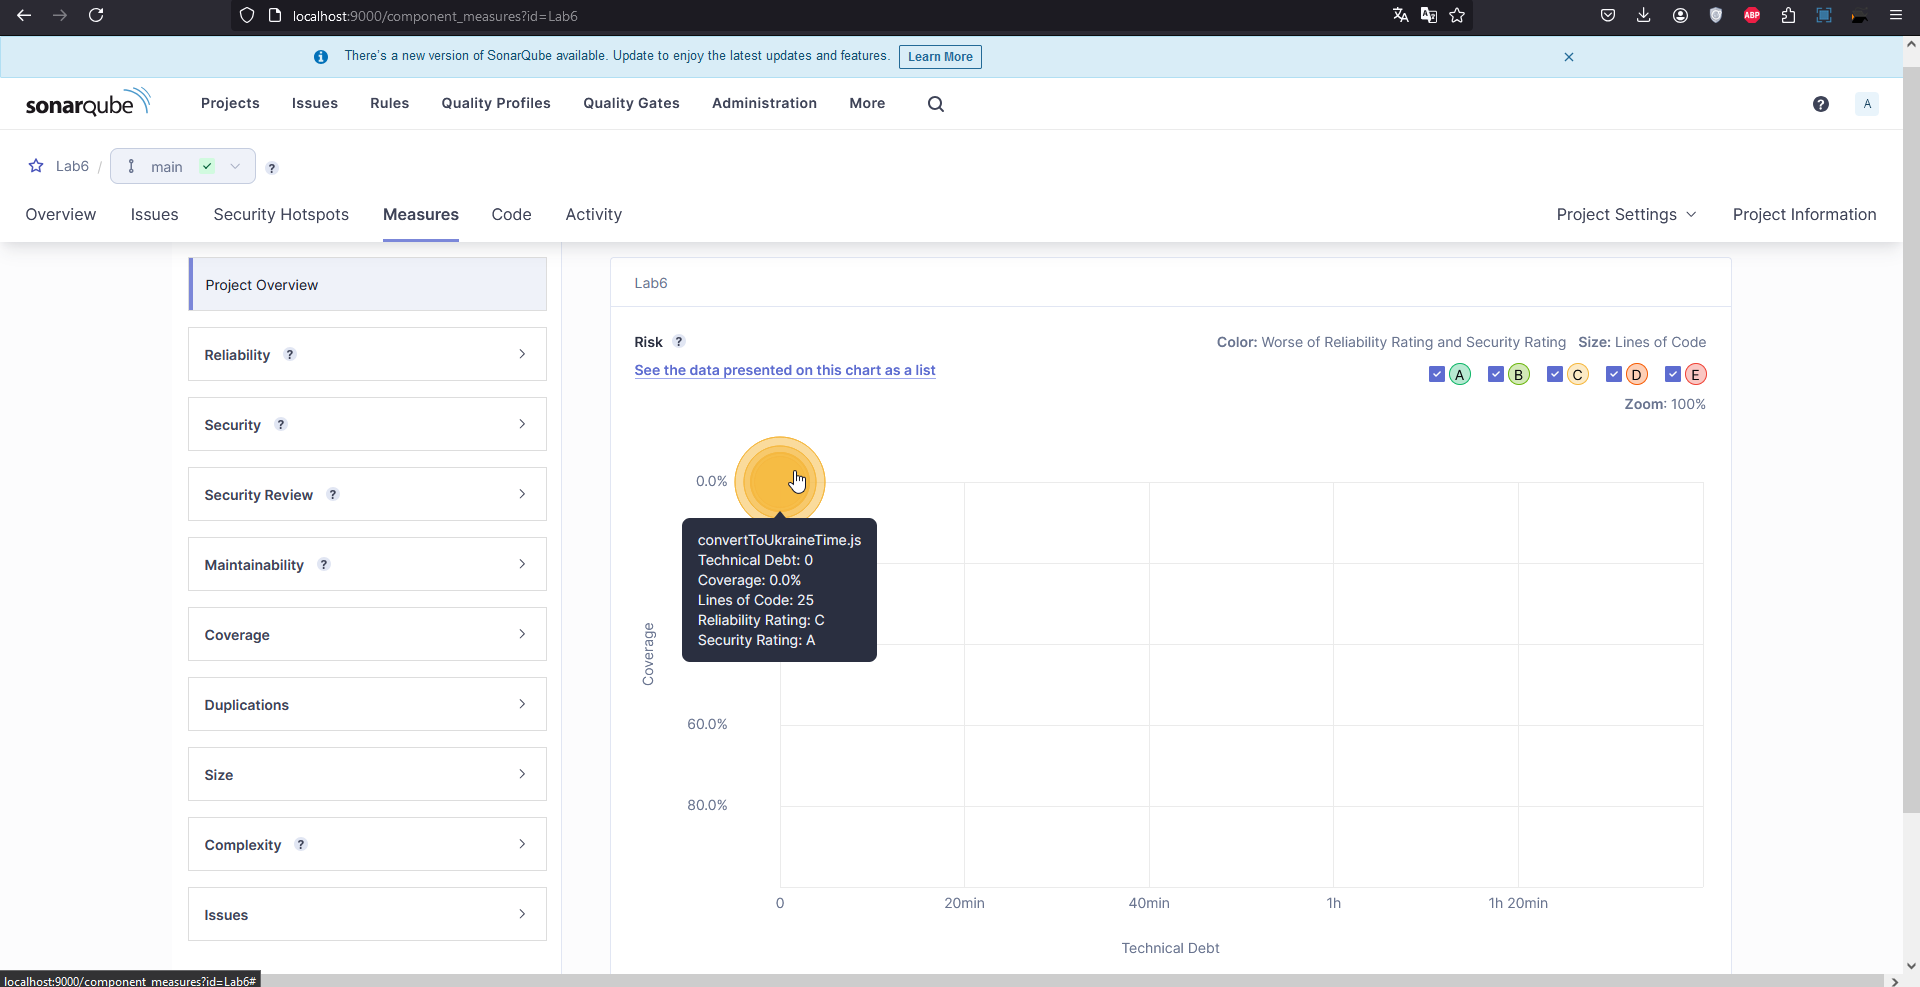 localhost:9000/component_measures?id=Lab6
ABP
There's a new version of SonarQube available. Update to enjoy the latest updates and features. Learn More
sonarqube Projects Issues Rules Quality Profiles Quality Gates Administration More ? A
Lab6 / main ?
Overview Issues Security Hotspots Measures Code Activity Project Settings Project Information
Project Overview
Reliability ?
Security ?
Security Review ?
Maintainability ?
Coverage
Duplications
Size
Complexity ?
Issues
Lab6
Risk ? Color: Worse of Reliability Rating and Security Rating Size: Lines of Code
See the data presented on this chart as a list A B C D E
Zoom: 100%
0.0%
convertToUkraineTime.js
Technical Debt: 0
Coverage: 0.0%
Lines of Code: 25
Reliability Rating: C
Security Rating: A
Coverage
60.0%
80.0%
0 20min 40min 1h 1h 20min
Technical Debt
localhost:9000/component_measures?id=Lab6#